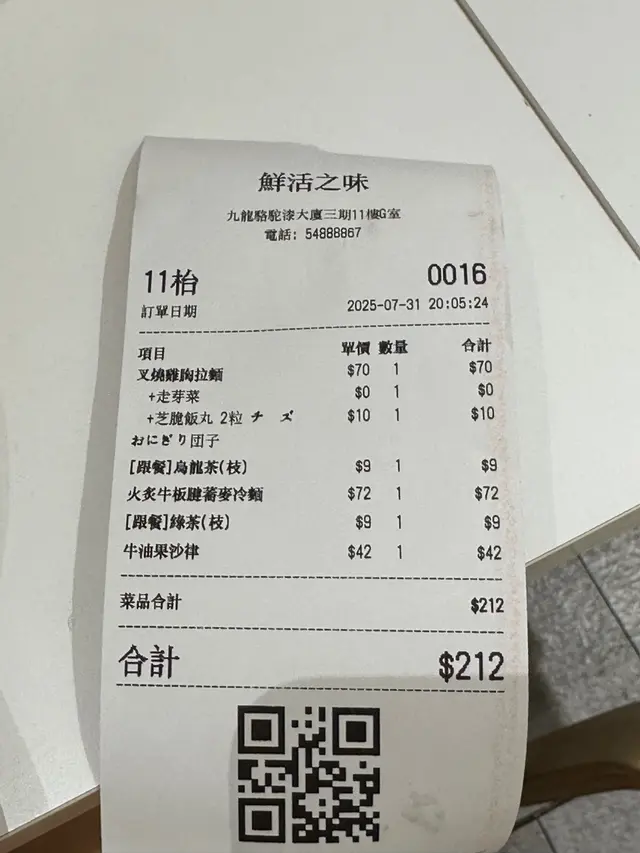 鮮活之味
九龍駱駝漆大廈三期11樓G室
電話: 54888867
11枱 0016
訂單日期 2025-07-31 20:05:24
項目 單價 數量 合計
叉燒雞胸拉麵 $70 1 $70
+走芽菜 $0 1 $0
+芝脆飯丸 2粒 チーズ $10 1 $10
おにぎり団子
[跟餐]烏龍茶(枝) $9 1 $9
火炙牛板腱蕎麥冷麵 $72 1 $72
[跟餐]綠茶(枝) $9 1 $9
牛油果沙律 $42 1 $42
菜品合計 $212
合計 $212